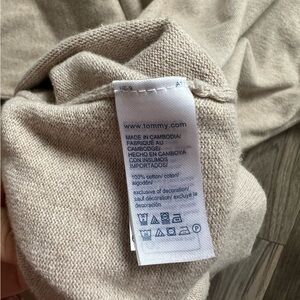 www.tommy.com
MADE IN CAMBODIA/
FABRIQUÉ AU
CAMBODGE/
HECHO EN CAMBOYA
CON INSUMOS
IMPORTADOS/
100% cotton/ coton/
algodón/
exclusive of decoration/
sauf décoration/ excluye la
decoración